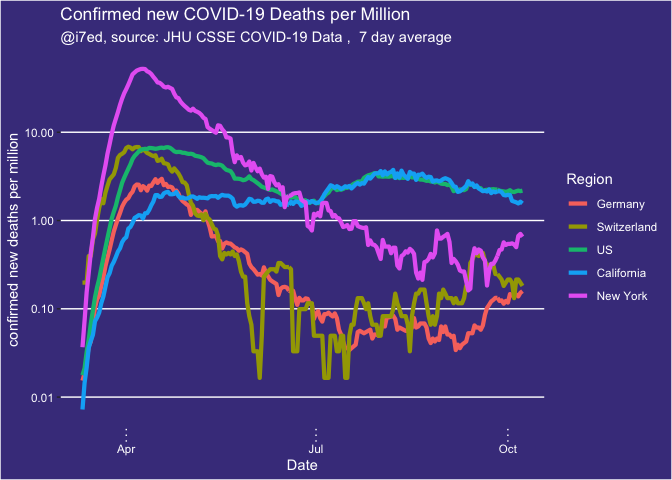 Confirmed new COVID-19 Deaths per Million
@i7ed, source: JHU CSSE COVID-19 Data ,  7 day average
confirmed new deaths per million
10.00
1.00
0.10
0.01
Apr
Jul
Oct
Date
Region
Germany
Switzerland
US
California
New York